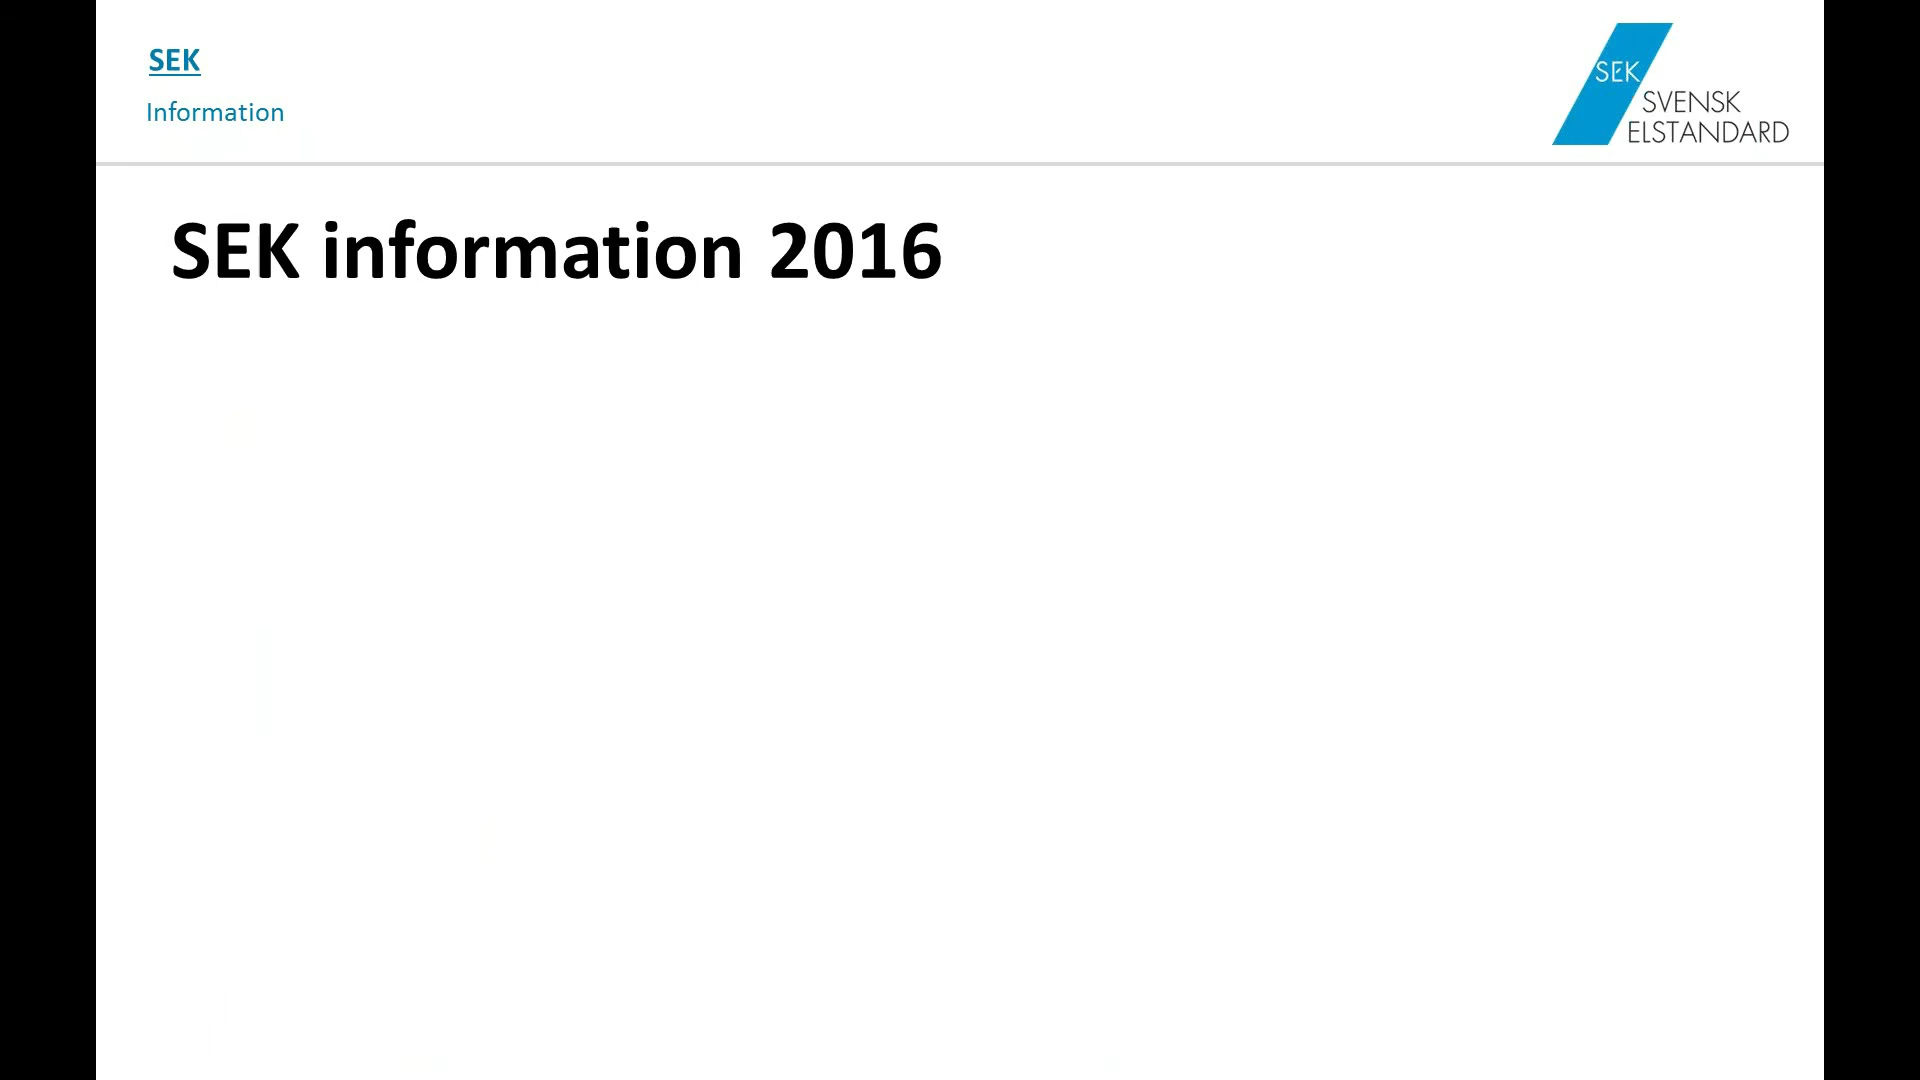 SEK
Information
SEK
SVENSK
ELSTANDARD
SEK information 2016